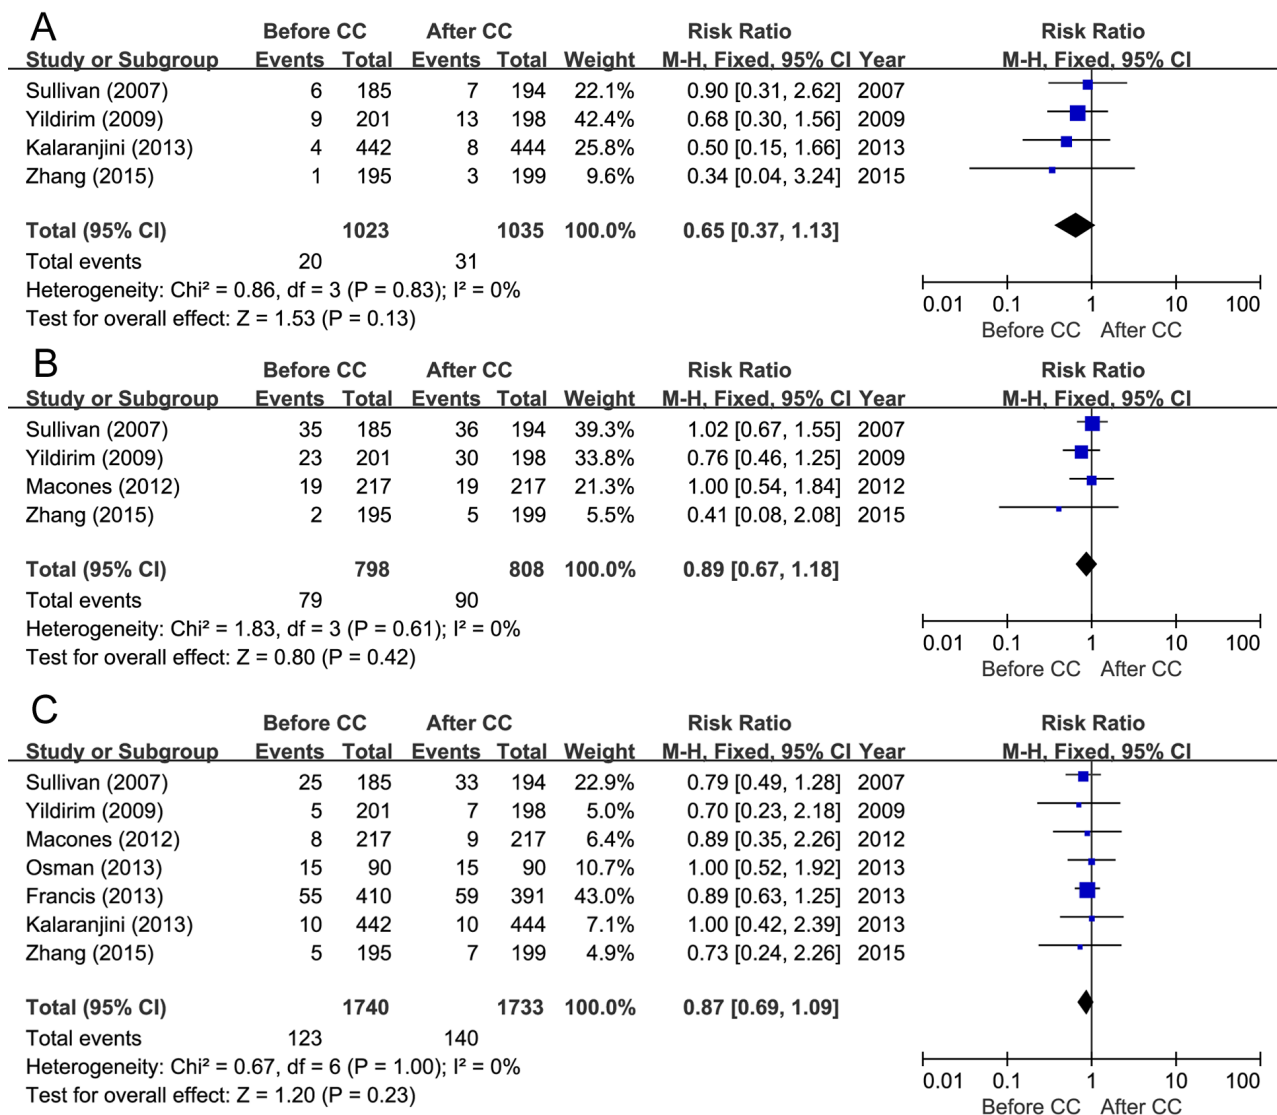 A
Before CC After CC Risk Ratio Risk Ratio
Study or Subgroup Events Total Events Total Weight M-H, Fixed, 95% CI Year M-H, Fixed, 95% CI
Sullivan (2007) 6 185 7 194 22.1% 0.90 [0.31, 2.62] 2007
Yildirim (2009) 9 201 13 198 42.4% 0.68 [0.30, 1.56] 2009
Kalaranjini (2013) 4 442 8 444 25.8% 0.50 [0.15, 1.66] 2013
Zhang (2015) 1 195 3 199 9.6% 0.34 [0.04, 3.24] 2015
Total (95% CI) 1023 1035 100.0% 0.65 [0.37, 1.13]
Total events 20 31
Heterogeneity: Chi² = 0.86, df = 3 (P = 0.83); I² = 0%
Test for overall effect: Z = 1.53 (P = 0.13)
0.01 0.1 1 10 100
Before CC After CC
B
Before CC After CC Risk Ratio Risk Ratio
Study or Subgroup Events Total Events Total Weight M-H, Fixed, 95% CI Year M-H, Fixed, 95% CI
Sullivan (2007) 35 185 36 194 39.3% 1.02 [0.67, 1.55] 2007
Yildirim (2009) 23 201 30 198 33.8% 0.76 [0.46, 1.25] 2009
Macones (2012) 19 217 19 217 21.3% 1.00 [0.54, 1.84] 2012
Zhang (2015) 2 195 5 199 5.5% 0.41 [0.08, 2.08] 2015
Total (95% CI) 798 808 100.0% 0.89 [0.67, 1.18]
Total events 79 90
Heterogeneity: Chi² = 1.83, df = 3 (P = 0.61); I² = 0%
Test for overall effect: Z = 0.80 (P = 0.42)
0.01 0.1 1 10 100
Before CC After CC
C
Before CC After CC Risk Ratio Risk Ratio
Study or Subgroup Events Total Events Total Weight M-H, Fixed, 95% CI Year M-H, Fixed, 95% CI
Sullivan (2007) 25 185 33 194 22.9% 0.79 [0.49, 1.28] 2007
Yildirim (2009) 5 201 7 198 5.0% 0.70 [0.23, 2.18] 2009
Macones (2012) 8 217 9 217 6.4% 0.89 [0.35, 2.26] 2012
Osman (2013) 15 90 15 90 10.7% 1.00 [0.52, 1.92] 2013
Francis (2013) 55 410 59 391 43.0% 0.89 [0.63, 1.25] 2013
Kalaranjini (2013) 10 442 10 444 7.1% 1.00 [0.42, 2.39] 2013
Zhang (2015) 5 195 7 199 4.9% 0.73 [0.24, 2.26] 2015
Total (95% CI) 1740 1733 100.0% 0.87 [0.69, 1.09]
Total events 123 140
Heterogeneity: Chi² = 0.67, df = 6 (P = 1.00); I² = 0%
Test for overall effect: Z = 1.20 (P = 0.23)
0.01 0.1 1 10 100
Before CC After CC